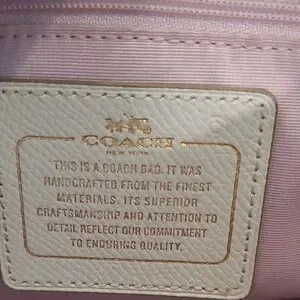 COACH
NEW YORK
THIS IS A COACH BAG. IT WAS
HANDCRAFTED FROM THE FINEST
MATERIALS. ITS SUPERIOR
CRAFTSMANSHIP AND ATTENTION TO
DETAIL REFLECT OUR COMMITMENT
TO ENDURING QUALITY.